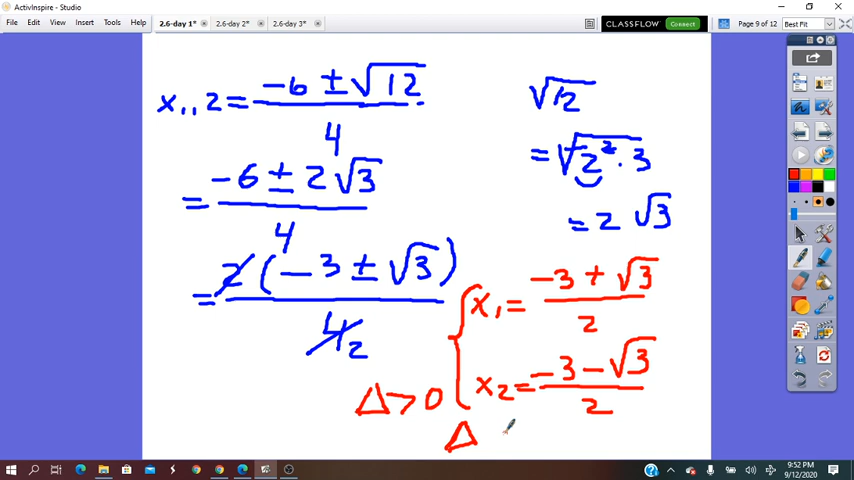 ActivInspire - Studio
File Edit View Insert Tools Help
2.6-day 1* 2.6-day 2* 2.6-day 3*
CLASSFLOW Connect
Page 9 of 12
Best Fit
x₁,₂ = (-6 ± √12)/4
√12
= √(2² · 3)
= (-6 ± 2√3)/4
= 2 √3
= 2(-3 ± √3)/4 2
x₁ = (-3 + √3)/2
x₂ = (-3 - √3)/2
Δ > 0
Δ
9:52 PM
9/12/2020